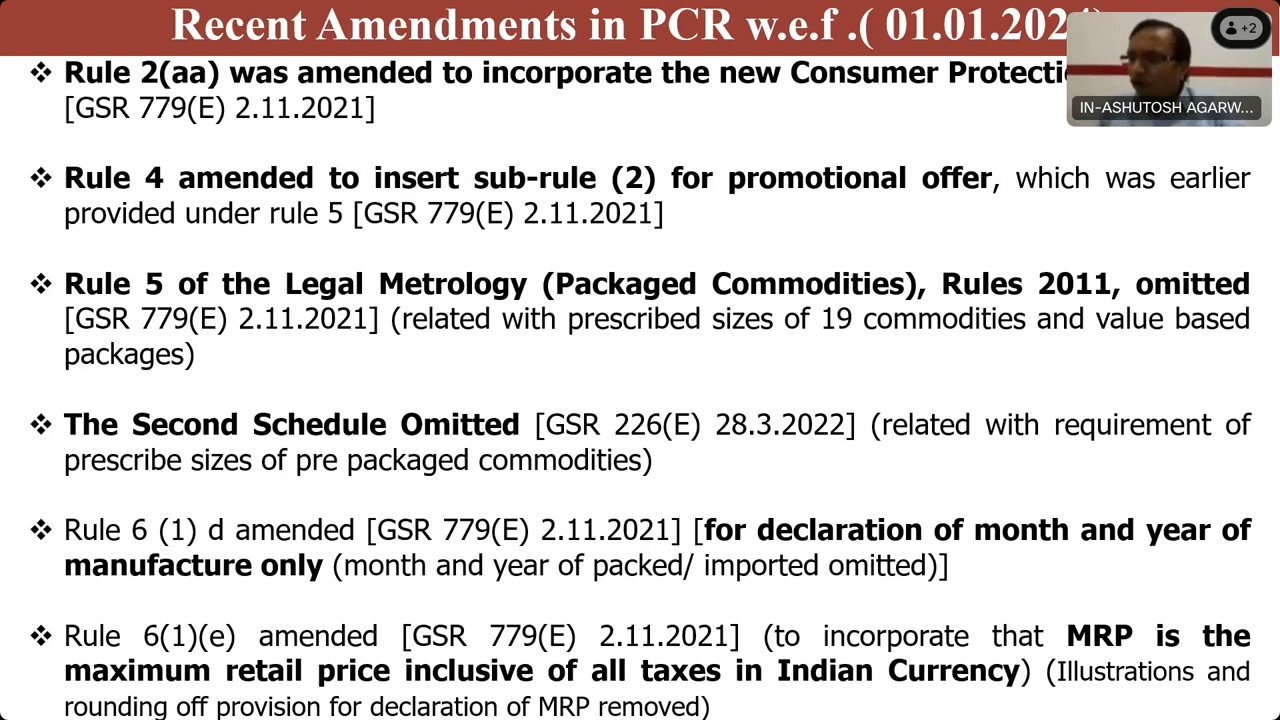 Recent Amendments in PCR w.e.f .( 01.01.2024)
+2
IN-ASHUTOSH AGARW...
❖ Rule 2(aa) was amended to incorporate the new Consumer
[GSR 779(E) 2.11.2021]
❖ Rule 4 amended to insert sub-rule (2) for promotional offer, which was earlier
provided under rule 5 [GSR 779(E) 2.11.2021]
❖ Rule 5 of the Legal Metrology (Packaged Commodities), Rules 2011, omitted
[GSR 779(E) 2.11.2021] (related with prescribed sizes of 19 commodities and value based
packages)
❖ The Second Schedule Omitted [GSR 226(E) 28.3.2022] (related with requirement of
prescribe sizes of pre packaged commodities)
❖ Rule 6 (1) d amended [GSR 779(E) 2.11.2021] [for declaration of month and year of
manufacture only (month and year of packed/ imported omitted)]
❖ Rule 6(1)(e) amended [GSR 779(E) 2.11.2021] (to incorporate that MRP is the
maximum retail price inclusive of all taxes in Indian Currency) (Illustrations and
rounding off provision for declaration of MRP removed)